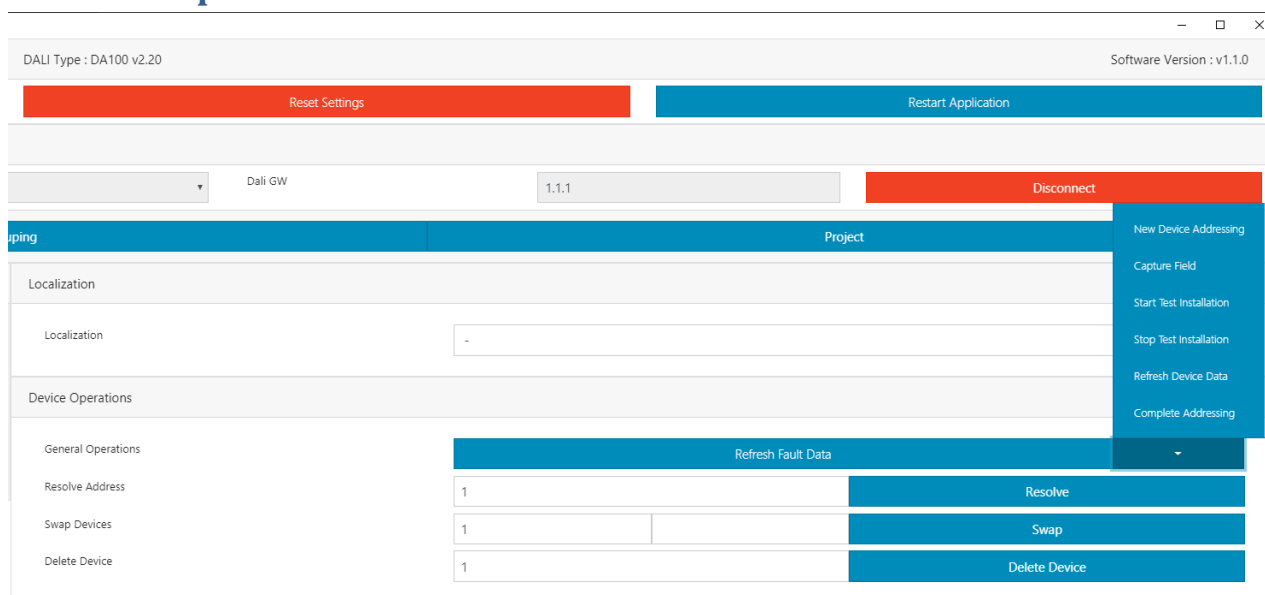 DALI Type : DA100 v2.20 Software Version : v1.1.0
Reset Settings Restart Application
Dali GW 1.1.1 Disconnect
uping Project
New Device Addressing
Capture Field
Start Test Installation
Stop Test Installation
Refresh Device Data
Complete Addressing
Localization
Localization -
Device Operations
General Operations Refresh Fault Data
Resolve Address 1 Resolve
Swap Devices 1 Swap
Delete Device 1 Delete Device